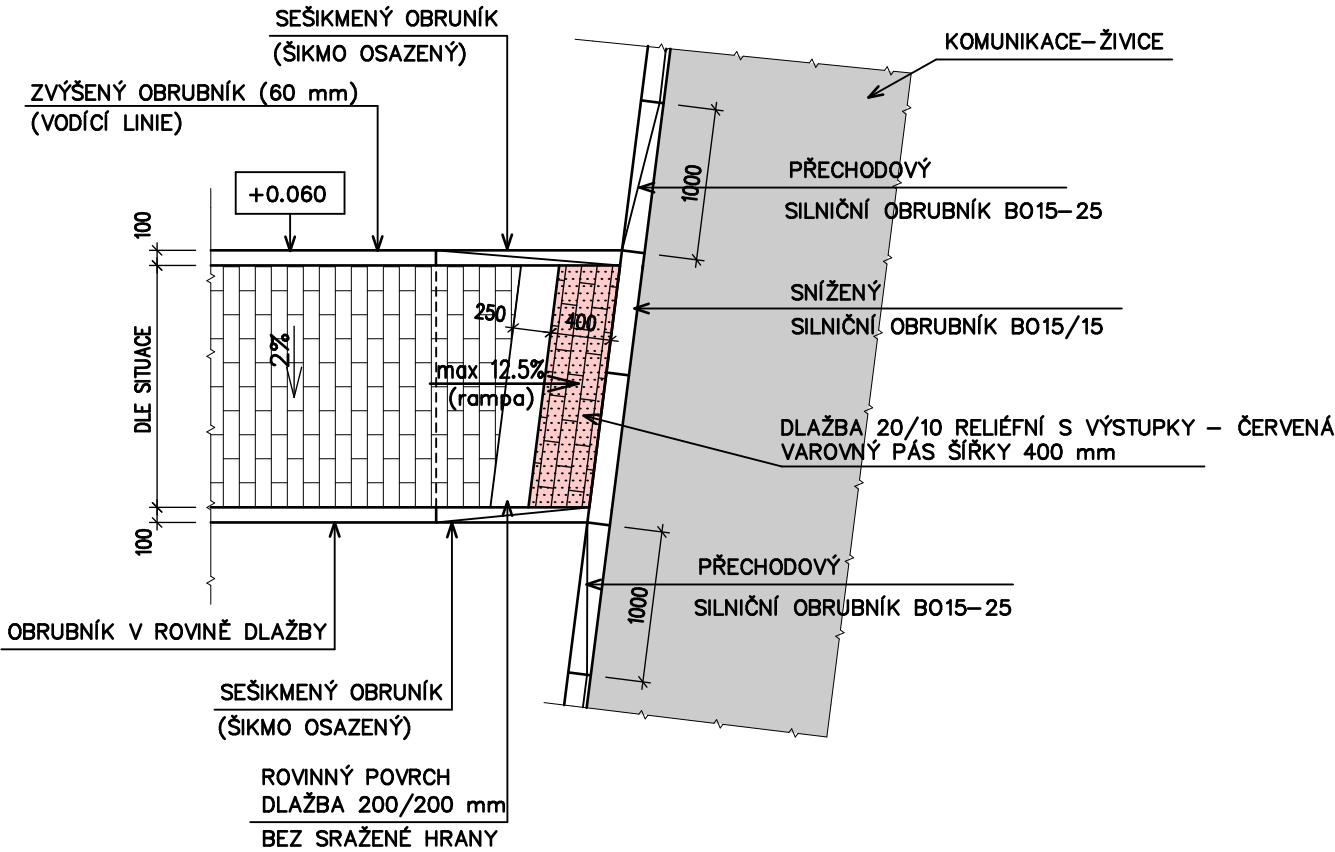 SEŠIKMENÝ OBRUNÍK
(ŠIKMO OSAZENÝ)
KOMUNIKACE-ŽIVICE
ZVÝŠENÝ OBRUBNÍK (60 mm)
(VODÍCÍ LINIE)
+0.060
1000
PŘECHODOVÝ
SILNIČNÍ OBRUBNÍK BO15-25
100
SNÍŽENÝ
SILNIČNÍ OBRUBNÍK BO15/15
250
400
2%
DLE SITUACE
max 12.5%
(rampa)
DLAŽBA 20/10 RELIÉFNÍ S VÝSTUPKY - ČERVENÁ
VAROVNÝ PÁS ŠÍŘKY 400 mm
100
PŘECHODOVÝ
SILNIČNÍ OBRUBNÍK BO15-25
1000
OBRUBNÍK V ROVINĚ DLAŽBY
SEŠIKMENÝ OBRUNÍK
(ŠIKMO OSAZENÝ)
ROVINNÝ POVRCH
DLAŽBA 200/200 mm
BEZ SRAŽENÉ HRANY